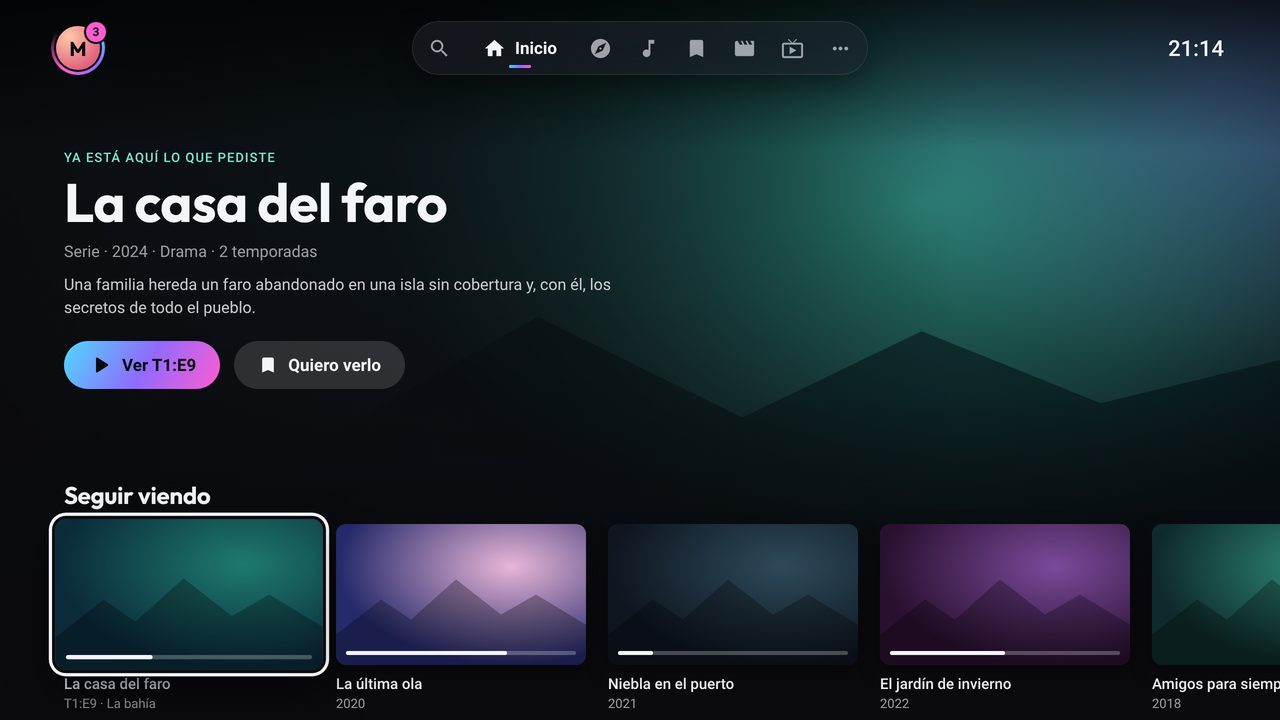 M
3
Inicio
21:14
YA ESTÁ AQUÍ LO QUE PEDISTE
La casa del faro
Serie · 2024 · Drama · 2 temporadas
Una familia hereda un faro abandonado en una isla sin cobertura y, con él, los
secretos de todo el pueblo.
Ver T1:E9
Quiero verlo
Seguir viendo
La casa del faro
T1:E9 · La bahía
La última ola
2020
Niebla en el puerto
2021
El jardín de invierno
2022
Amigos para siemp
2018